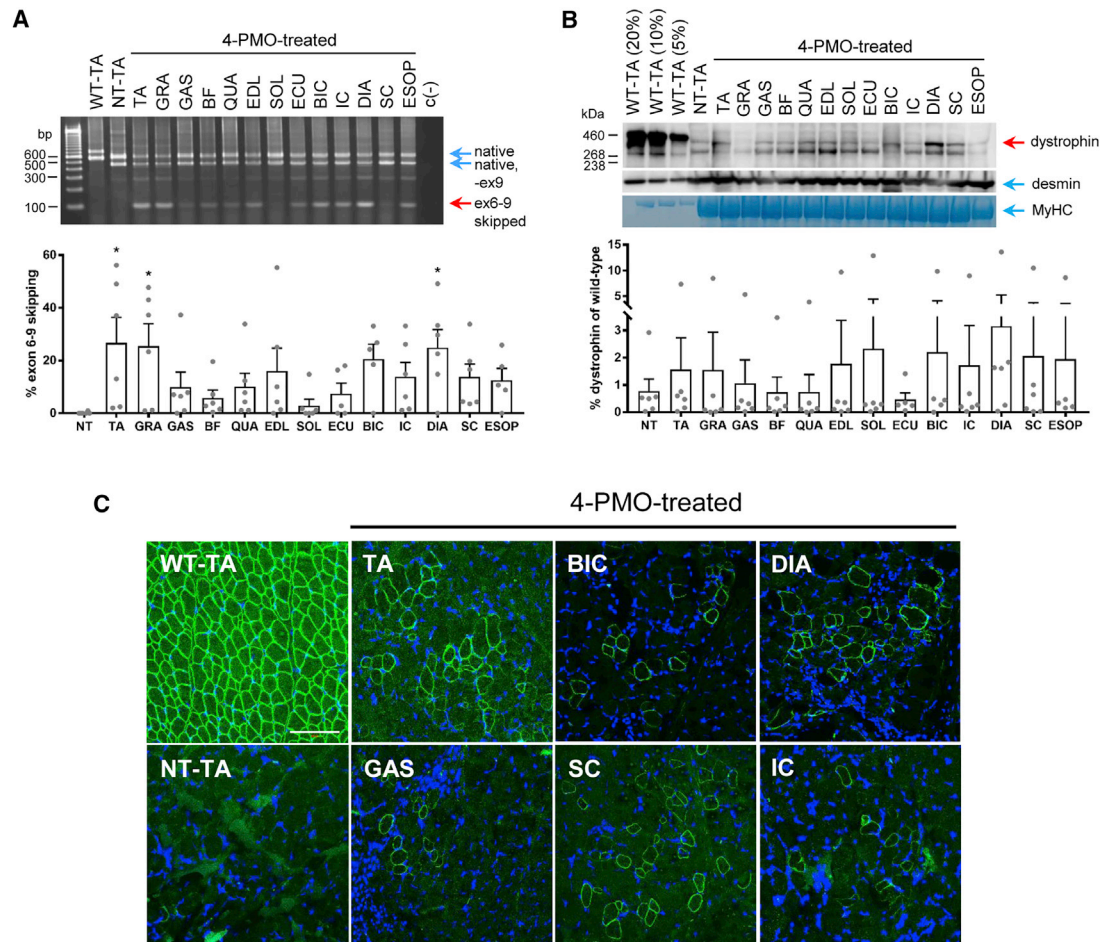 A
4-PMO-treated
WT-TA
NT-TA
TA
GRA
GAS
BF
QUA
EDL
SOL
ECU
BIC
IC
DIA
SC
ESOP
c(-)
bp
600
500
300
100
native
native,
-ex9
ex6-9
skipped
% exon 6-9 skipping
60
40
20
0
* * *
NT TA GRA GAS BF QUA EDL SOL ECU BIC IC DIA SC ESOP
B
4-PMO-treated
WT-TA (20%)
WT-TA (10%)
WT-TA (5%)
NT-TA
TA
GRA
GAS
BF
QUA
EDL
SOL
ECU
BIC
IC
DIA
SC
ESOP
kDa
460
268
238
dystrophin
desmin
MyHC
% dystrophin of wild-type
15
10
5
3
2
1
0
NT TA GRA GAS BF QUA EDL SOL ECU BIC IC DIA SC ESOP
C
4-PMO-treated
WT-TA TA BIC DIA
NT-TA GAS SC IC